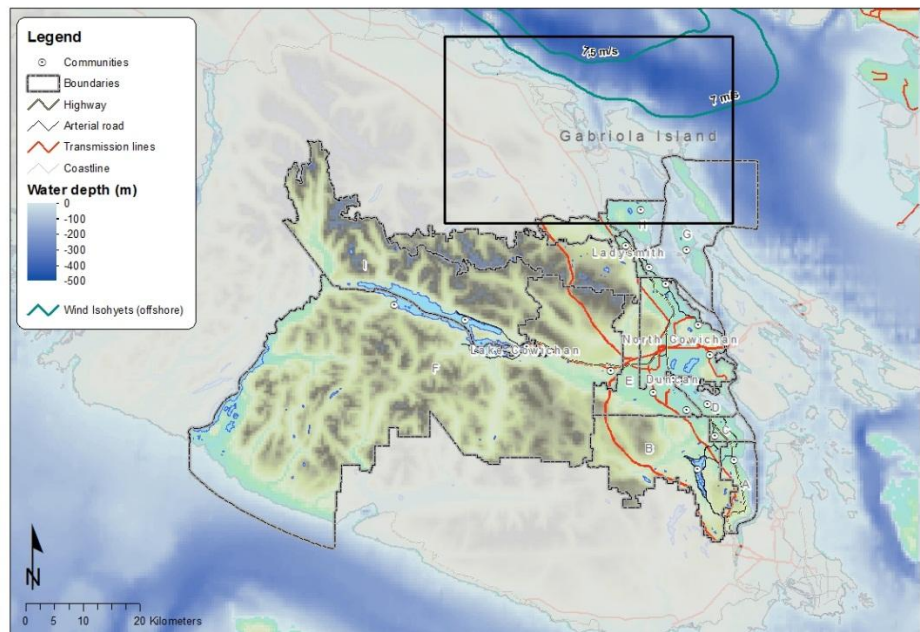 Legend
Communities
Boundaries
Highway
Arterial road
Transmission lines
Coastline
Water depth (m)
0
-100
-200
-300
-400
-500
Wind Isohyets (offshore)
7.5 m/s
7 m/s
Gabriola Island
H
G
Ladysmith
I
North Cowichan
Lake Cowichan
F
E
Duncan
D
C
B
A
N
0 5 10 20 Kilometers